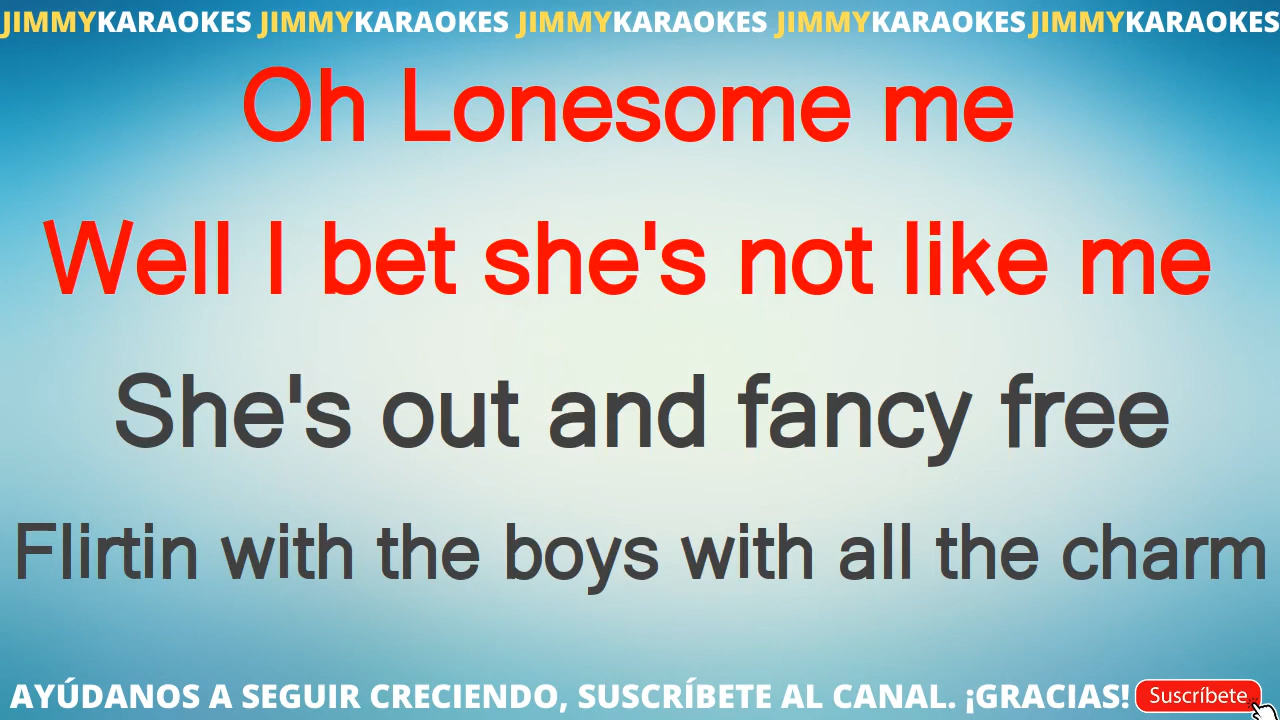 JIMMYKARAOKES JIMMYKARAOKES JIMMYKARAOKES JIMMYKARAOKES JIMMYKARAOKES
Oh Lonesome me
Well I bet she's not like me
She's out and fancy free
Flirtin with the boys with all the charm
AYÚDANOS A SEGUIR CRECIENDO, SUSCRÍBETE AL CANAL. ¡GRACIAS! Suscríbete